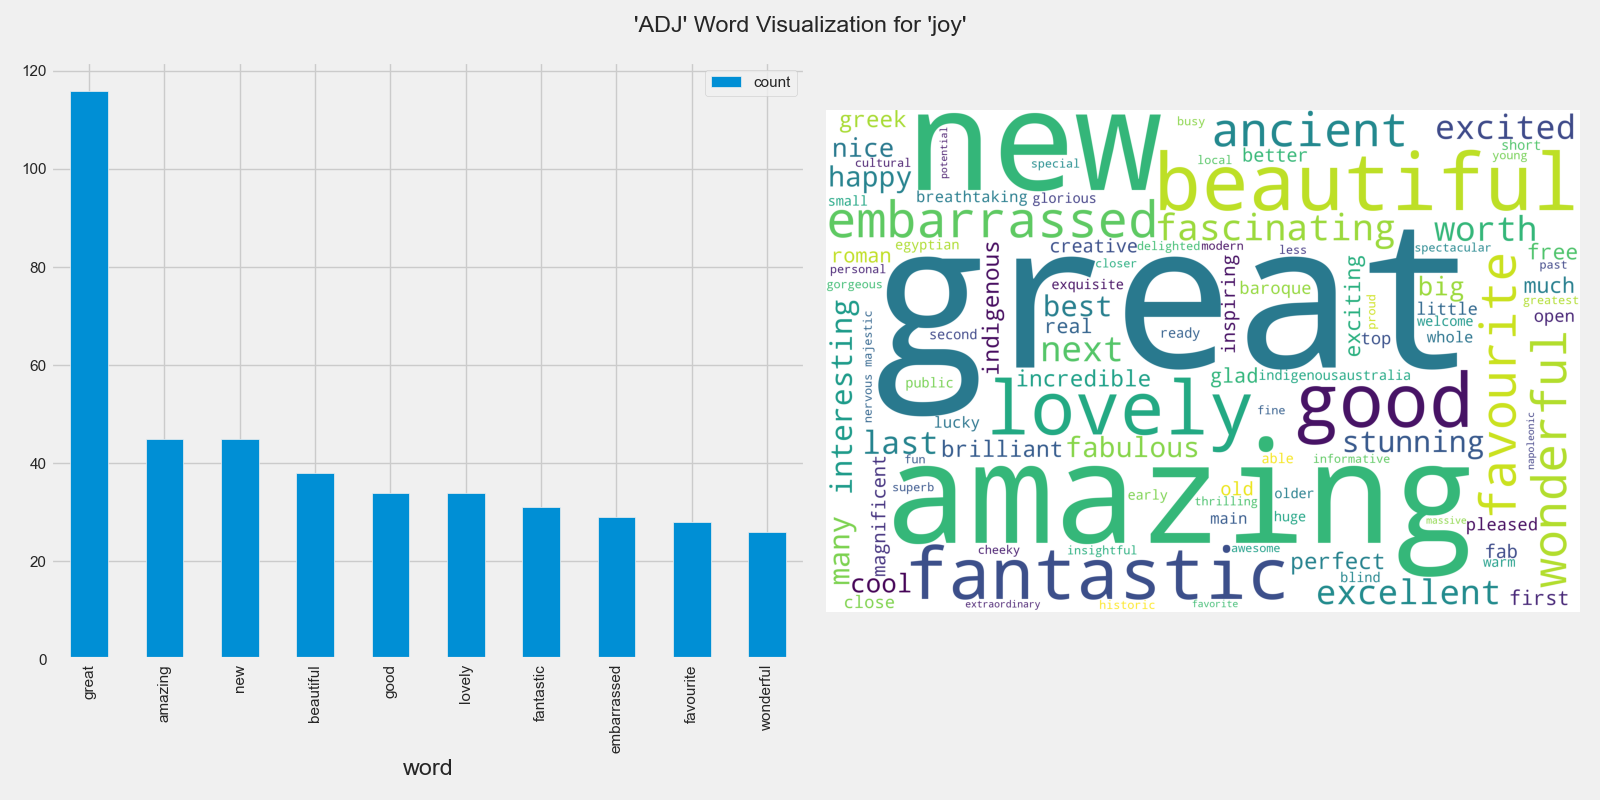 'ADJ' Word Visualization for 'joy'
120
100
80
60
40
20
0
count
great
amazing
new
beautiful
good
lovely
fantastic
embarrassed
favourite
wonderful
word
greek
new
busy
ancient
excited
nice
potential
special
local
better
short
young
cultural
happy
beautiful
small
breathtaking
glorious
embarrassed
fascinating
worth
roman
egyptian
indigenous
creative
delighted
modern
less
spectacular
free
personal
closer
inspiring
exciting
past
gorgeous
great
exquisite
baroque
big
much
greatest
interesting
nervous
majestic
second
best
real
ready
proud
top
little
welcome
whole
open
favourite
wonderful
next
public
incredible
glad
indigenousaustralia
lucky
lovely
fine
good
last
brilliant
fabulous
stunning
napoleonic
fun
superb
able
informative
magnificent
amazing
early
old
thrilling
older
main
huge
massive
pleased
many
cheeky
insightful
awesome
perfect
fab
warm
cool
fantastic
blind
excellent
first
close
extraordinary
historic
favorite